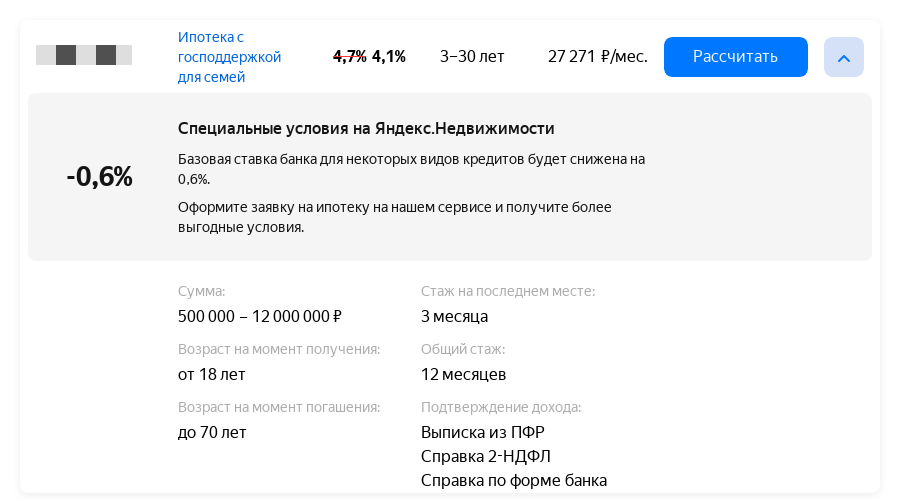 Ипотека с
господдержкой
для семей
4,7% 4,1%
3–30 лет
27 271 ₽/мес.
Рассчитать
-0,6%
Специальные условия на Яндекс.Недвижимости
Базовая ставка банка для некоторых видов кредитов будет снижена на
0,6%.
Оформите заявку на ипотеку на нашем сервисе и получите более
выгодные условия.
Сумма:
500 000 – 12 000 000 ₽
Стаж на последнем месте:
3 месяца
Возраст на момент получения:
от 18 лет
Общий стаж:
12 месяцев
Возраст на момент погашения:
до 70 лет
Подтверждение дохода:
Выписка из ПФР
Справка 2-НДФЛ
Справка по форме банка